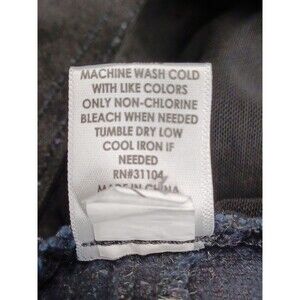 MACHINE WASH COLD
WITH LIKE COLORS
ONLY NON-CHLORINE
BLEACH WHEN NEEDED
TUMBLE DRY LOW
COOL IRON IF
NEEDED
RN#31104
MADE IN CHINA